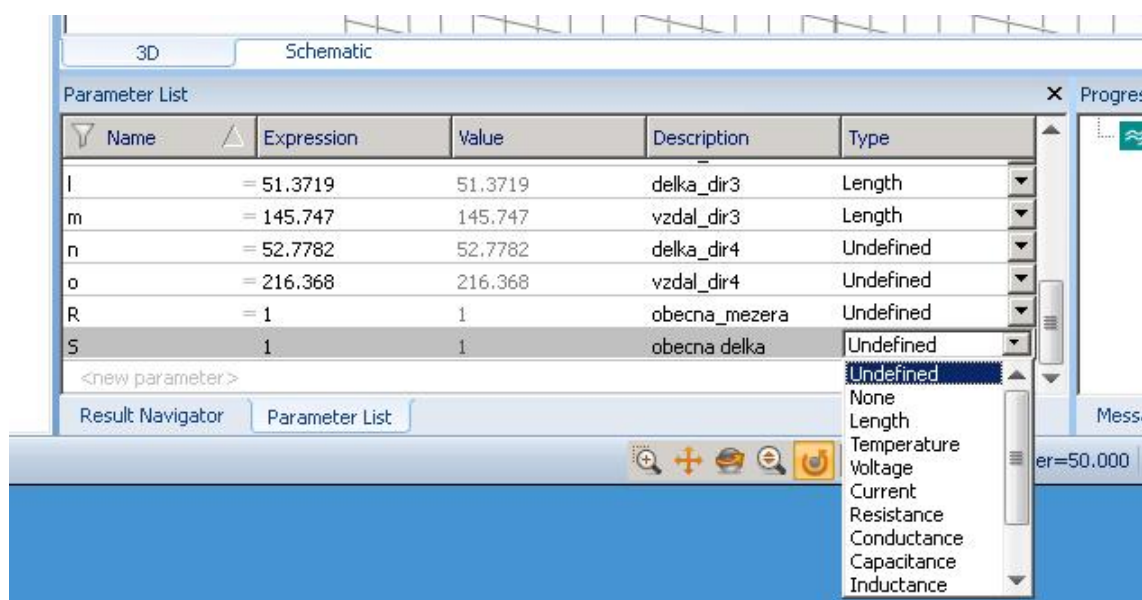 3D Schematic
Parameter List Progres
Name Expression Value Description Type
l = 51.3719 51.3719 delka_dir3 Length
m = 145.747 145.747 vzdal_dir3 Length
n = 52.7782 52.7782 delka_dir4 Undefined
o = 216.368 216.368 vzdal_dir4 Undefined
R = 1 1 obecna_mezera Undefined
S 1 1 obecna delka Undefined
<new parameter>
Undefined
None
Length
Temperature
Voltage
Current
Resistance
Conductance
Capacitance
Inductance
Result Navigator Parameter List Mess
er=50.000